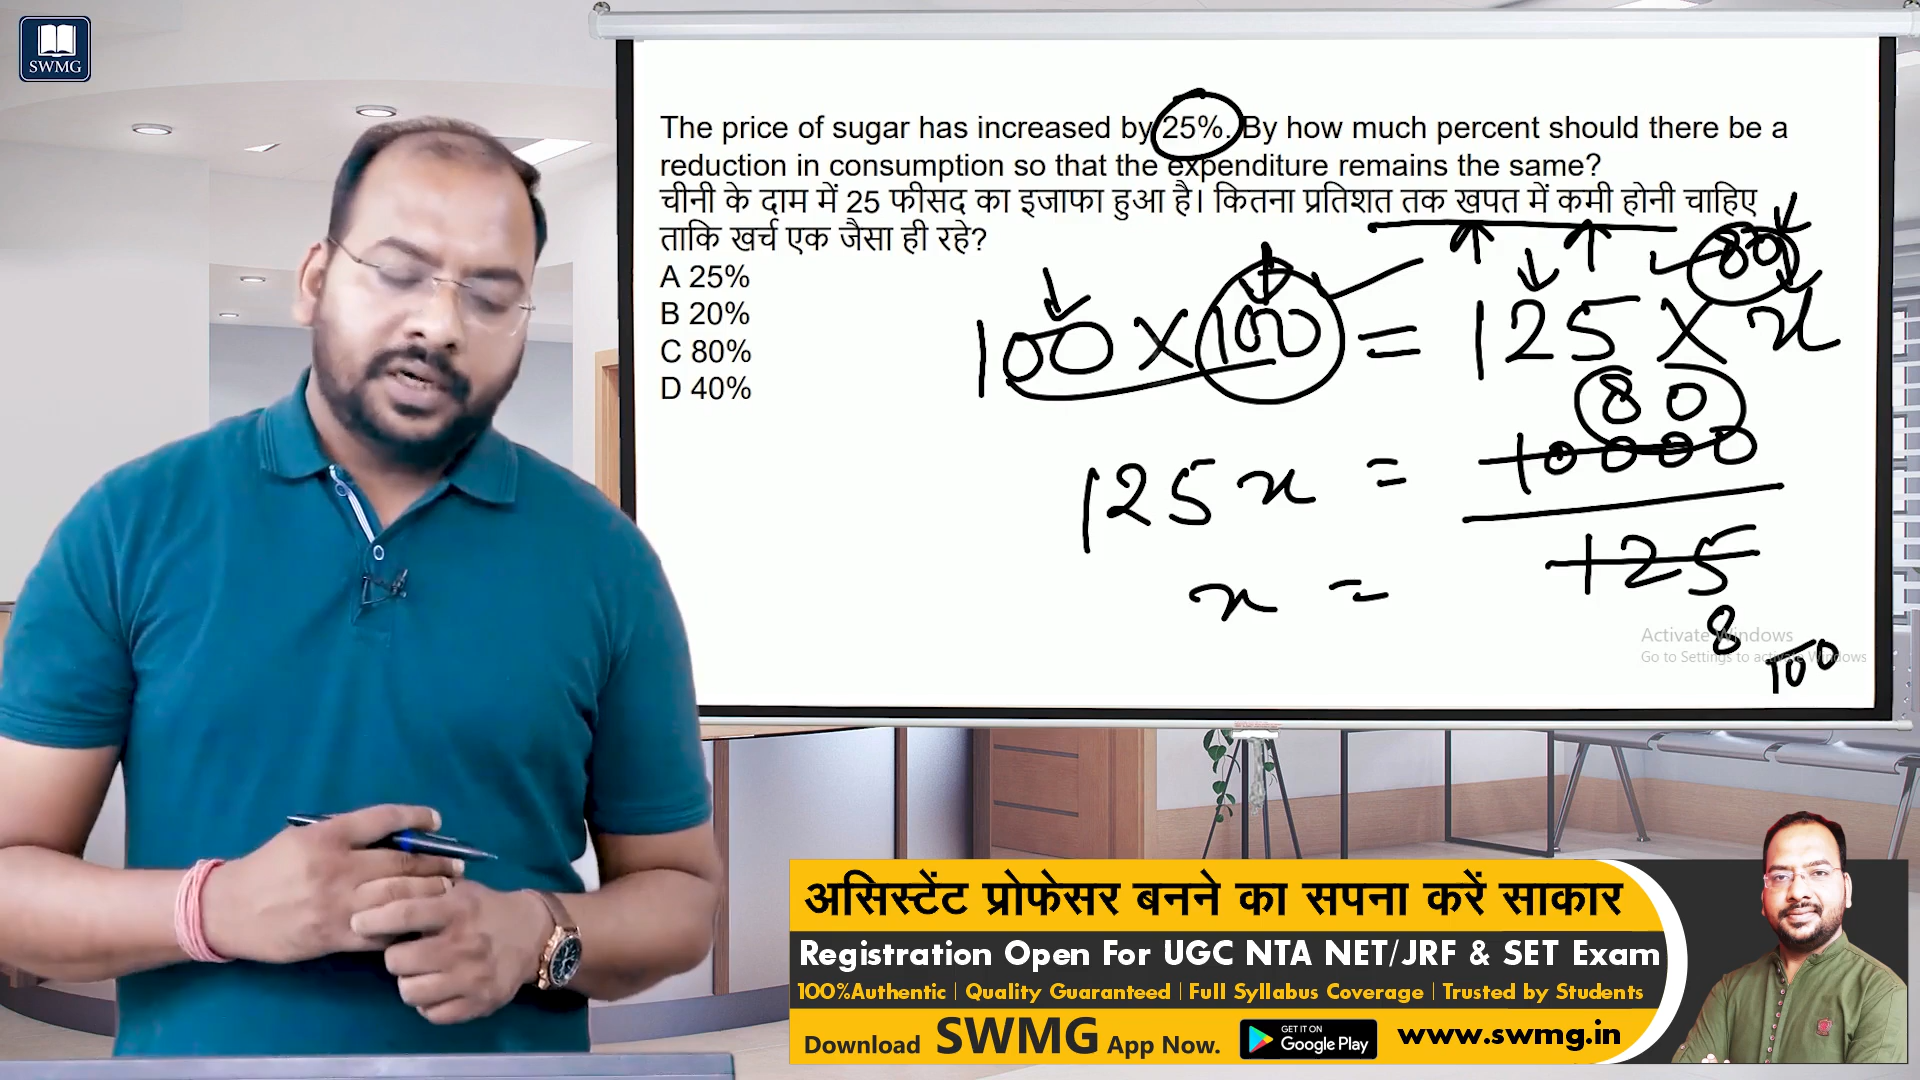 SWMG
The price of sugar has increased by 25%. By how much percent should there be a
reduction in consumption so that the expenditure remains the same?
चीनी के दाम में 25 फीसद का इजाफा हुआ है। कितना प्रतिशत तक खपत में कमी होनी चाहिए
ताकि खर्च एक जैसा ही रहे?
A 25%
B 20%
C 80%
D 40%
80
100 × 100 = 125 × x
80
125x = 10000
125
x =
8
100
Activate Windows
Go to Settings to activate Windows
असिस्टेंट प्रोफेसर बनने का सपना करें साकार
Registration Open For UGC NTA NET/JRF & SET Exam
100%Authentic | Quality Guaranteed | Full Syllabus Coverage | Trusted by Students
Download SWMG App Now. GET IT ON Google Play www.swmg.in